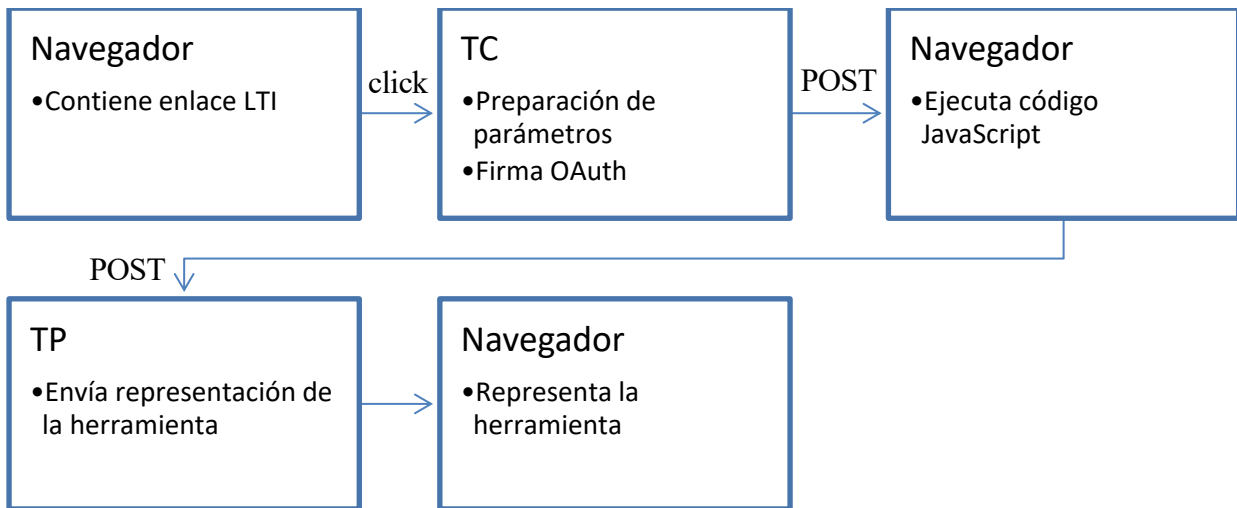 Navegador
•Contiene enlace LTI
click
TC
•Preparación de
parámetros
•Firma OAuth
POST
Navegador
•Ejecuta código
JavaScript
POST
TP
•Envía representación de
la herramienta
Navegador
•Representa la
herramienta